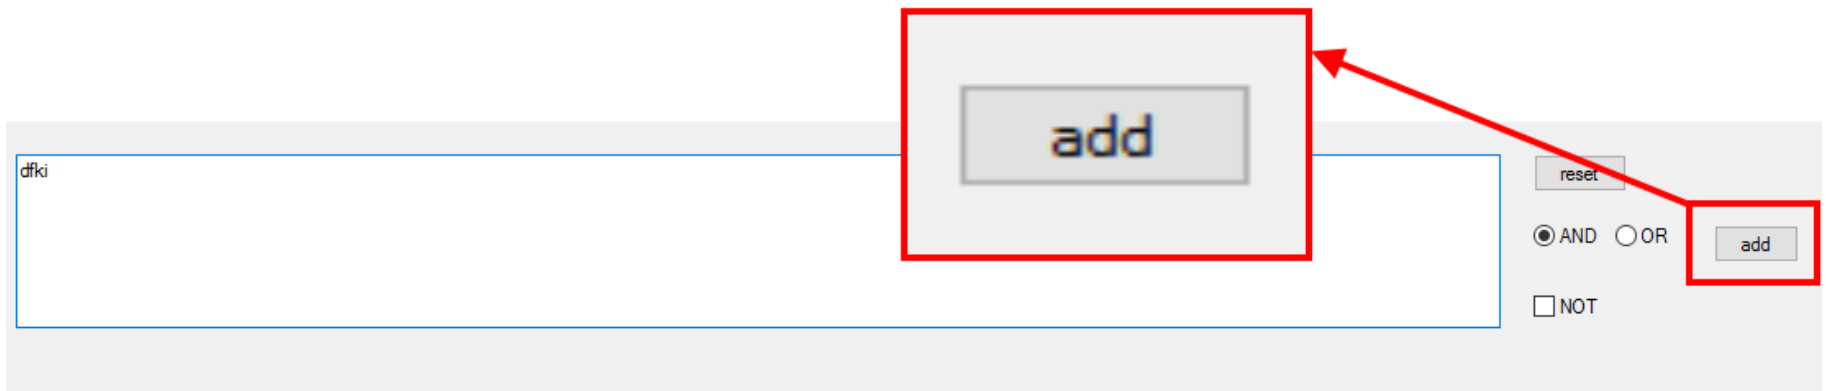 add
dfki
reset
AND OR
add
NOT